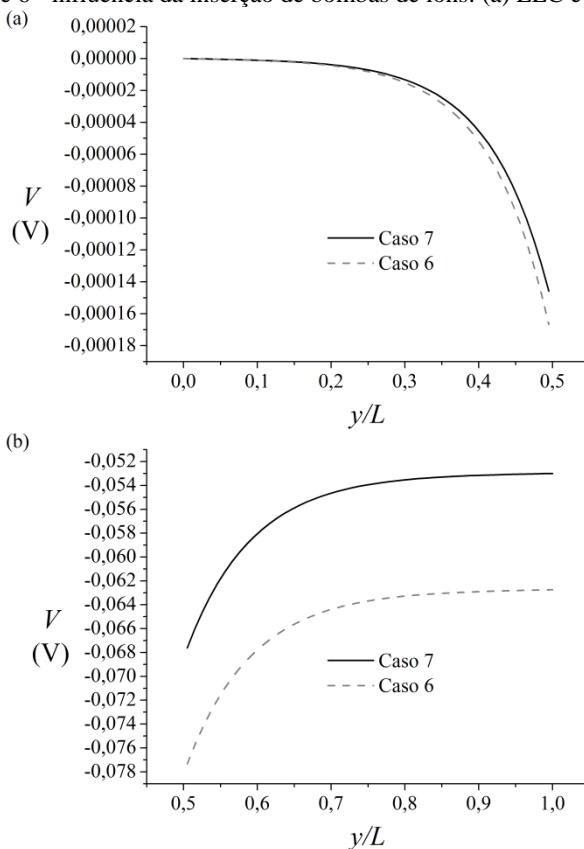 e 6 - Influência da inserção de bombas de íons: (a) LEC e
(a)
0,00002
0,00000
-0,00002
-0,00004
-0,00006
-0,00008
-0,00010
-0,00012
-0,00014
-0,00016
-0,00018
V
(V)
Caso 7
Caso 6
0,0 0,1 0,2 0,3 0,4 0,5
y/L
(b)
-0,052
-0,054
-0,056
-0,058
-0,060
-0,062
-0,064
-0,066
-0,068
-0,070
-0,072
-0,074
-0,076
-0,078
V
(V)
Caso 7
Caso 6
0,5 0,6 0,7 0,8 0,9 1,0
y/L